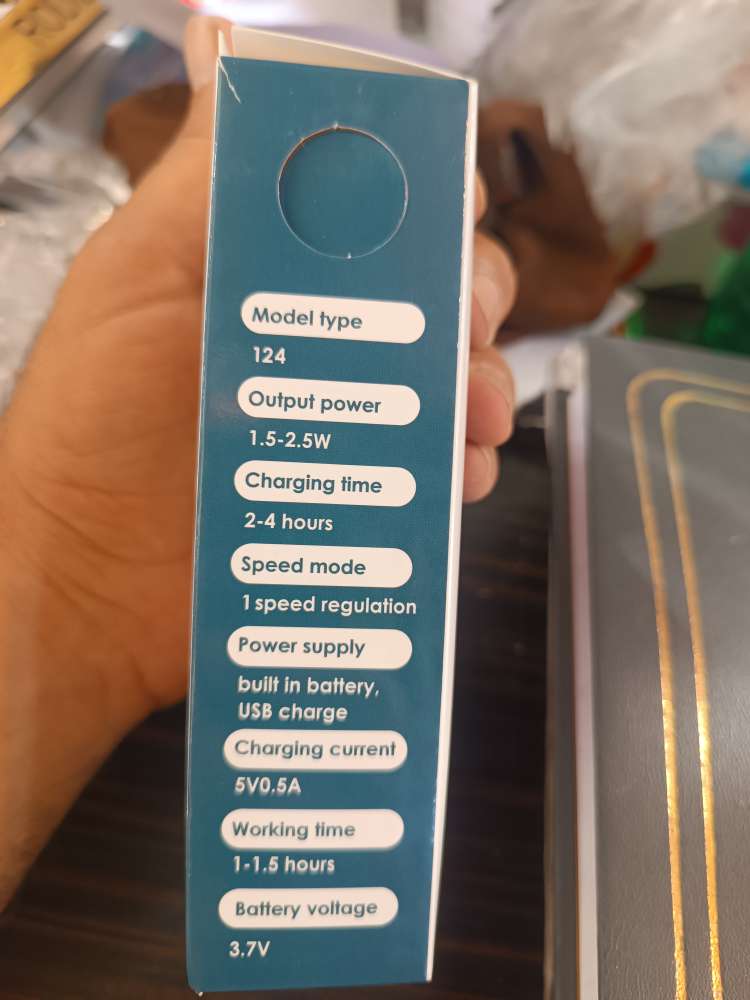 Model type
124
Output power
1.5-2.5W
Charging time
2-4 hours
Speed mode
1 speed regulation
Power supply
built in battery,
USB charge
Charging current
5V0.5A
Working time
1-1.5 hours
Battery voltage
3.7V